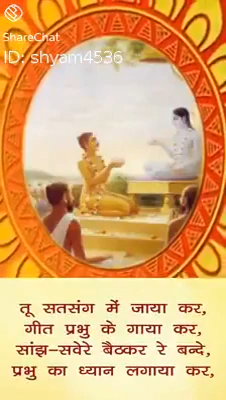 ShareChat
ID: shyam4536
तू सतसंग में जाया कर,
गीत प्रभु के गाया कर,
सांझ-सवेरे बैठकर रे बन्दे,
प्रभु का ध्यान लगाया कर,